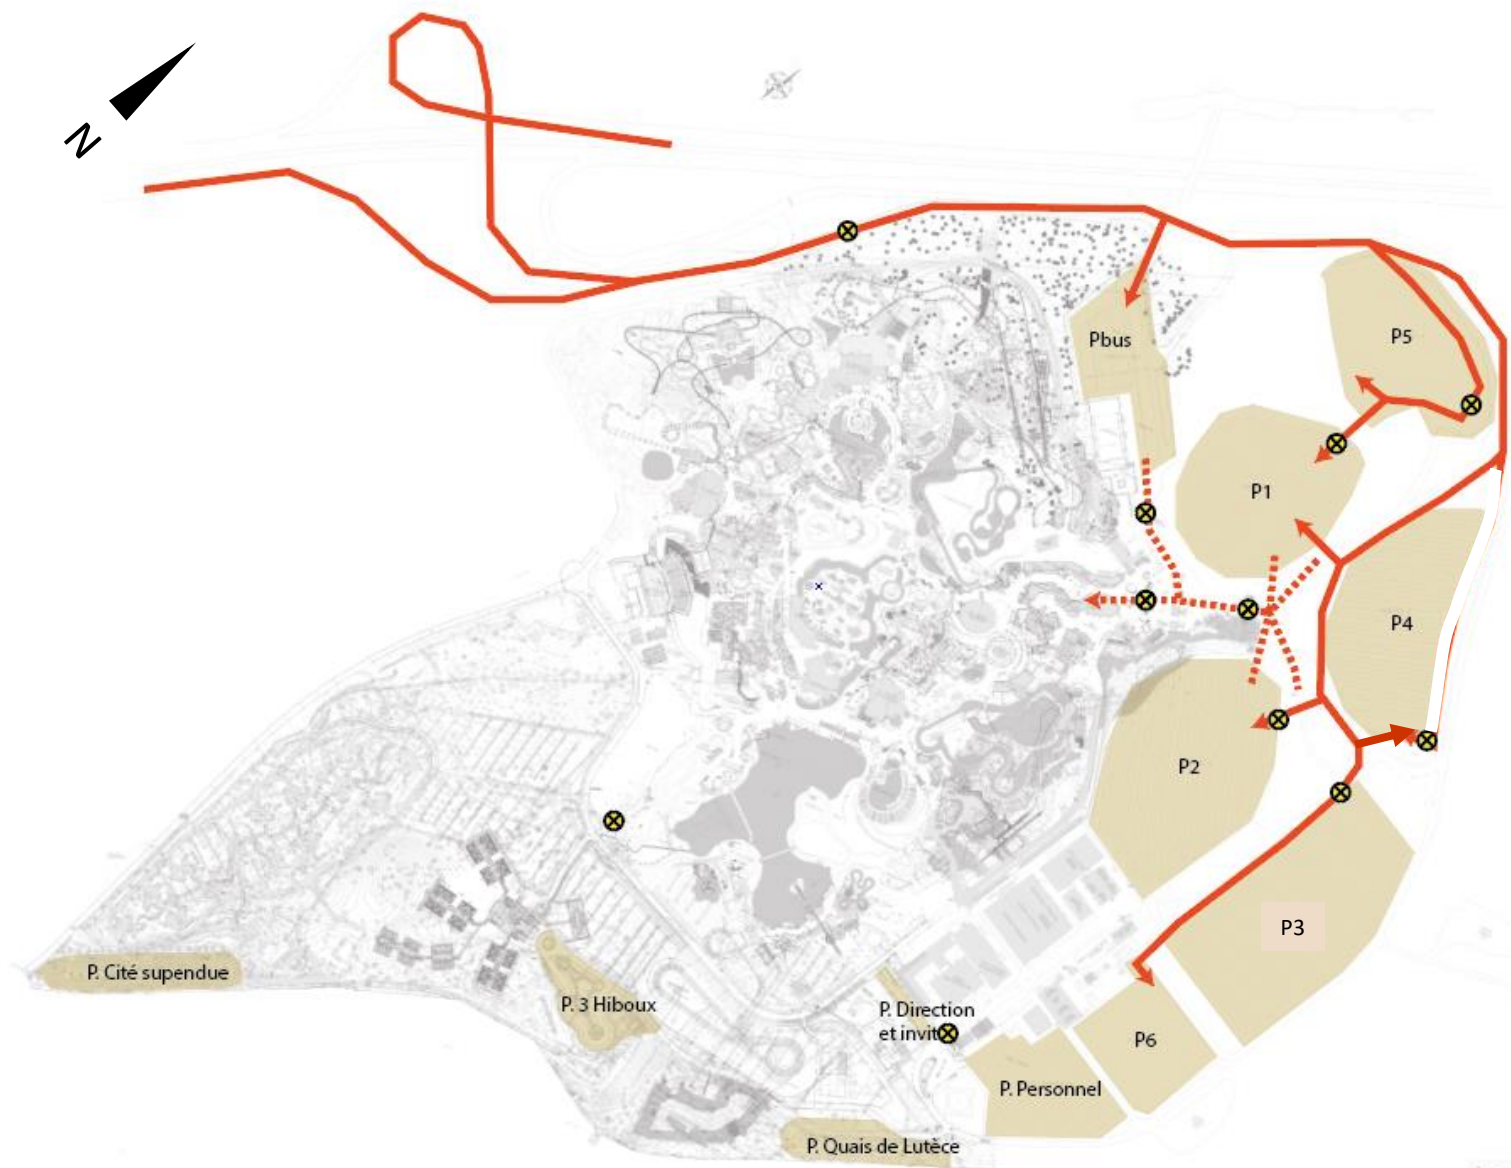 N
Pbus
P5
P1
P4
P2
P3
P. Cité supendue
P. 3 Hiboux
P. Direction
et invit
P6
P. Personnel
P. Quais de Lutèce